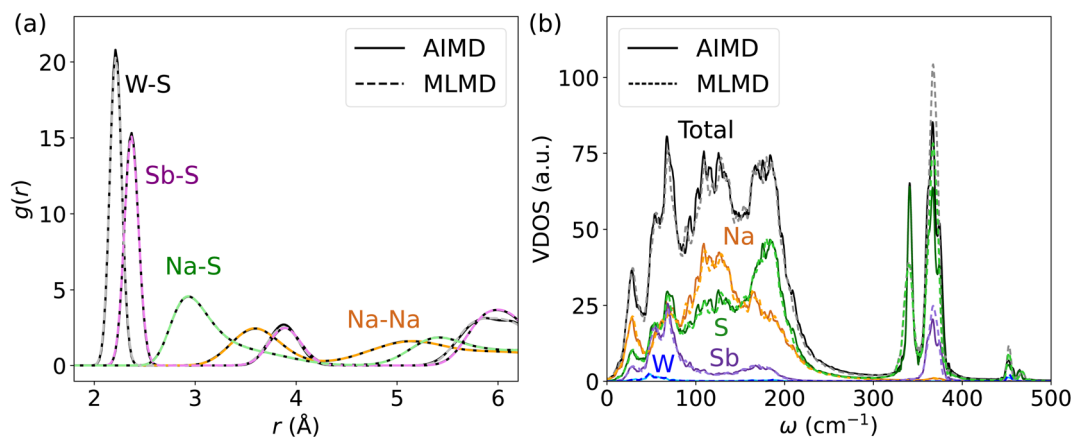 (a)
20
15
10
5
0
2
3
4
5
6
g(r)
r (Å)
W-S
Sb-S
Na-S
Na-Na
AIMD
MLMD
(b)
100
75
50
25
0
0
100
200
300
400
500
VDOS (a.u.)
ω (cm⁻¹)
AIMD
MLMD
Total
Na
S
Sb
W